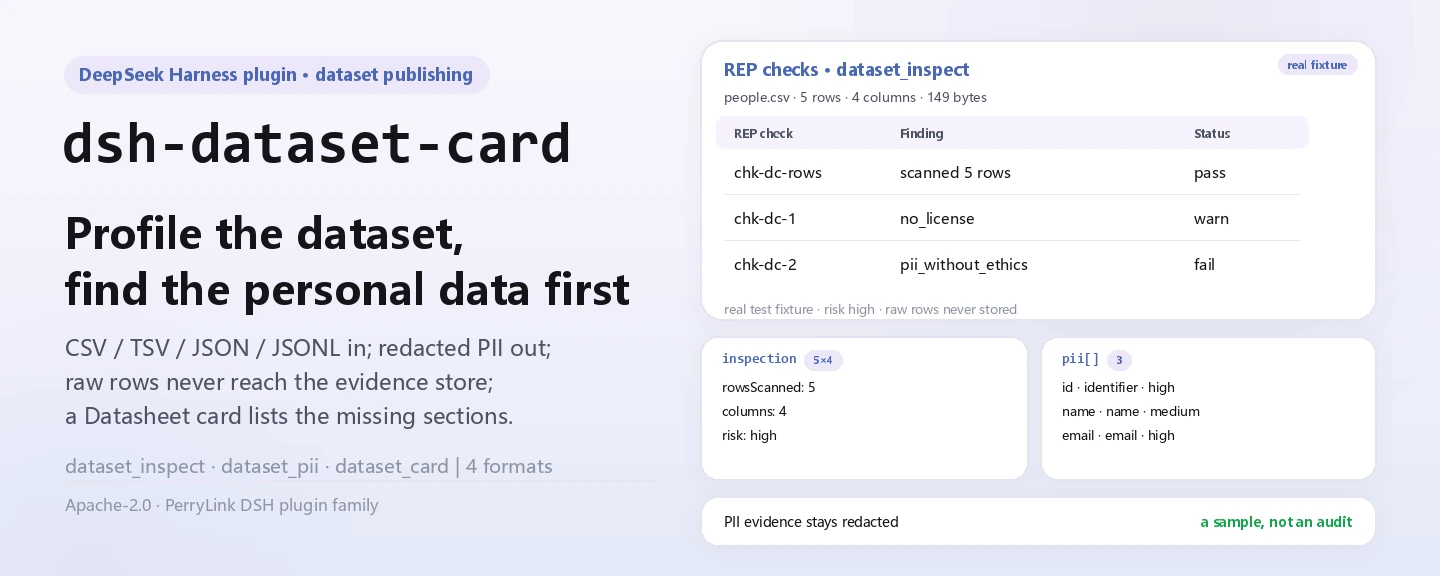 DeepSeek Harness plugin • dataset publishing
dsh-dataset-card
Profile the dataset,
find the personal data first
CSV / TSV / JSON / JSONL in; redacted PII out;
raw rows never reach the evidence store;
a Datasheet card lists the missing sections.
dataset_inspect · dataset_pii · dataset_card | 4 formats
Apache-2.0 · PerryLink DSH plugin family
REP checks • dataset_inspect
real fixture
people.csv · 5 rows · 4 columns · 149 bytes
REP check Finding Status
chk-dc-rows scanned 5 rows pass
chk-dc-1 no_license warn
chk-dc-2 pii_without_ethics fail
real test fixture · risk high · raw rows never stored
inspection 5×4
rowsScanned: 5
columns: 4
risk: high
pii[] 3
id · identifier · high
name · name · medium
email · email · high
PII evidence stays redacted
a sample, not an audit